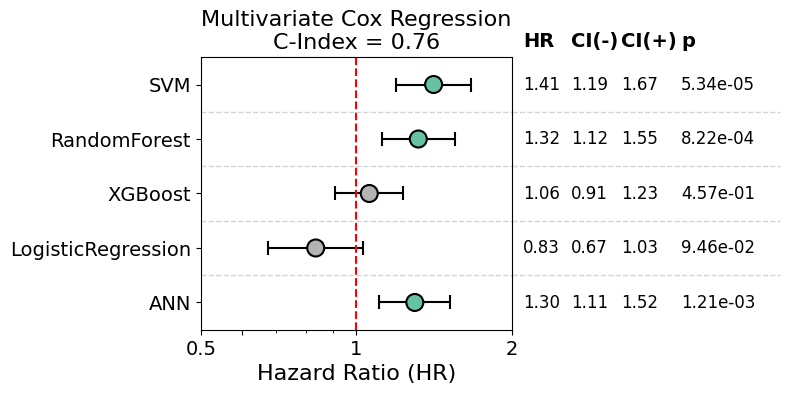 Multivariate Cox Regression
C-Index = 0.76
HR CI(-) CI(+) p
SVM 1.41 1.19 1.67 5.34e-05
RandomForest 1.32 1.12 1.55 8.22e-04
XGBoost 1.06 0.91 1.23 4.57e-01
LogisticRegression 0.83 0.67 1.03 9.46e-02
ANN 1.30 1.11 1.52 1.21e-03
0.5 1 2
Hazard Ratio (HR)